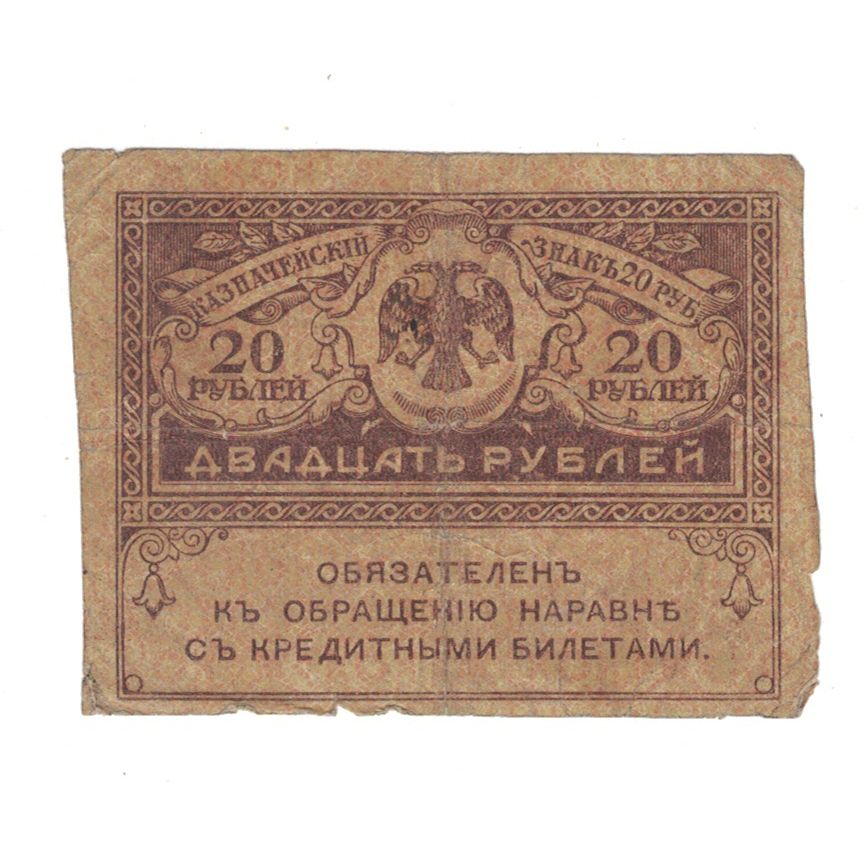 КАЗНАЧЕЙСКІЙ ЗНАКЪ 20 РУБ.
20 20
РУБЛЕЙ РУБЛЕЙ
ДВАДЦАТЬ РУБЛЕЙ
ОБЯЗАТЕЛЕНЪ
КЪ ОБРАЩЕНІЮ НАРАВНѢ
СЪ КРЕДИТНЫМИ БИЛЕТАМИ.